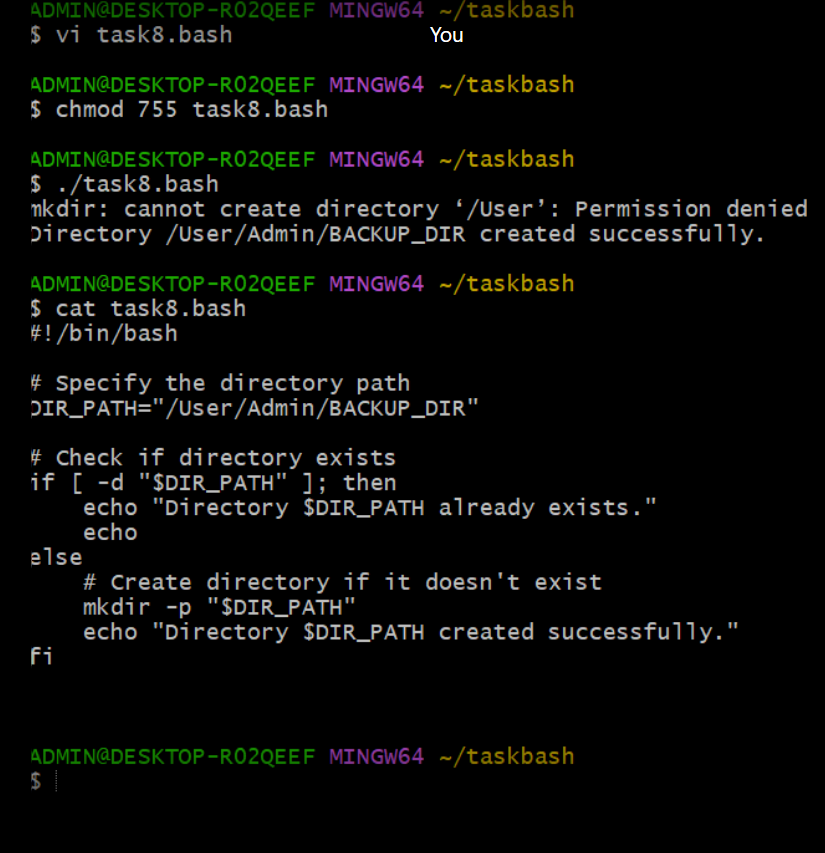 ADMIN@DESKTOP-R02QEEF MINGW64 ~/taskbash
$ vi task8.bash
You
ADMIN@DESKTOP-R02QEEF MINGW64 ~/taskbash
$ chmod 755 task8.bash
ADMIN@DESKTOP-R02QEEF MINGW64 ~/taskbash
$ ./task8.bash
mkdir: cannot create directory ‘/User’: Permission denied
Directory /User/Admin/BACKUP_DIR created successfully.
ADMIN@DESKTOP-R02QEEF MINGW64 ~/taskbash
$ cat task8.bash
#!/bin/bash
# Specify the directory path
DIR_PATH="/User/Admin/BACKUP_DIR"
# Check if directory exists
if [ -d "$DIR_PATH" ]; then
    echo "Directory $DIR_PATH already exists."
    echo
else
    # Create directory if it doesn't exist
    mkdir -p "$DIR_PATH"
    echo "Directory $DIR_PATH created successfully."
fi
ADMIN@DESKTOP-R02QEEF MINGW64 ~/taskbash
$